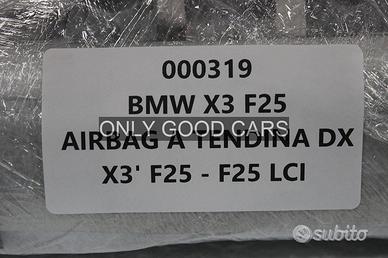 000319
BMW X3 F25
ONLY GOOD CARS
AIRBAG A TENDINA DX
X3' F25 - F25 LCI
subito